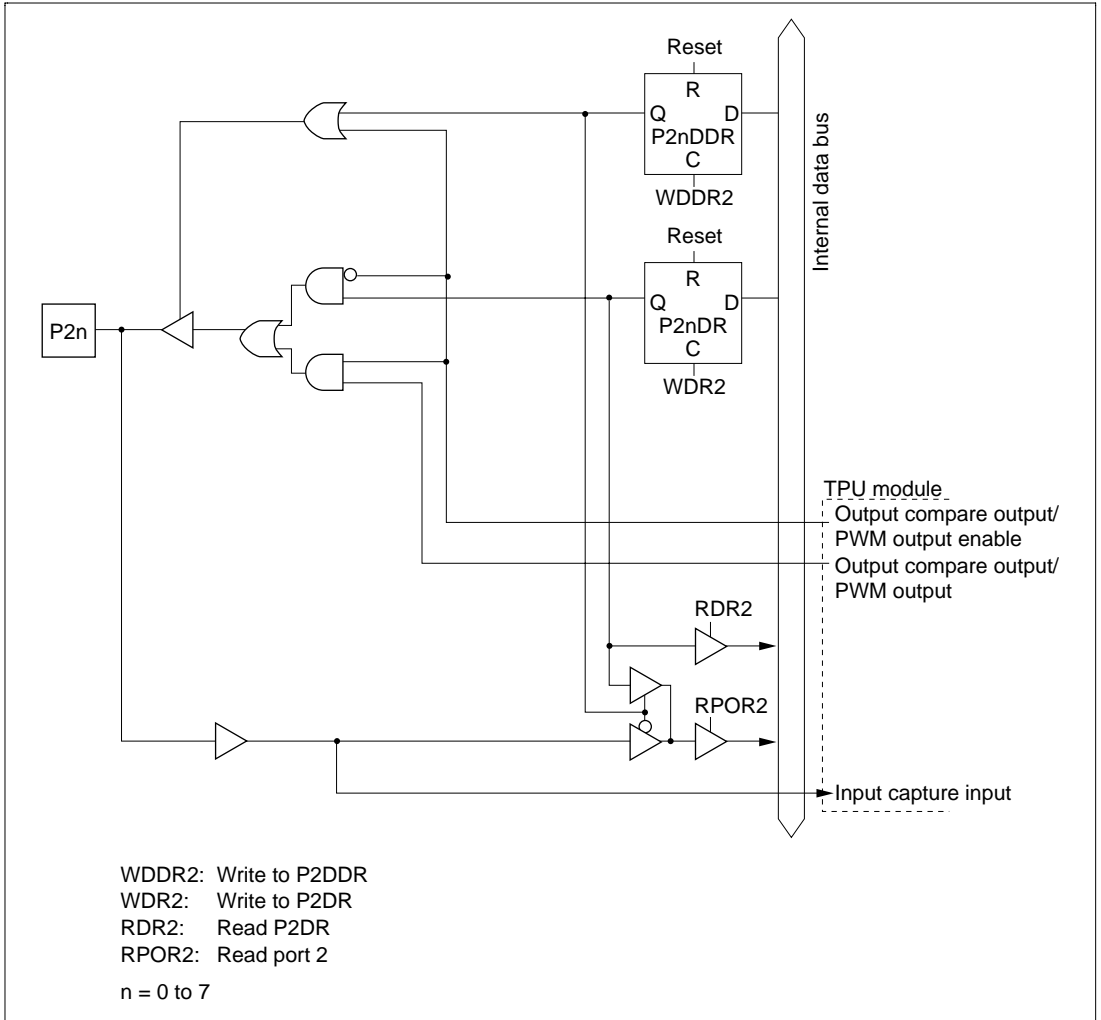 Reset
R
Q D
P2nDDR
C
WDDR2
Internal data bus
Reset
R
Q D
P2nDR
C
WDR2
P2n
TPU module
Output compare output/
PWM output enable
Output compare output/
PWM output
RDR2
RPOR2
Input capture input
WDDR2: Write to P2DDR
WDR2: Write to P2DR
RDR2: Read P2DR
RPOR2: Read port 2
n = 0 to 7